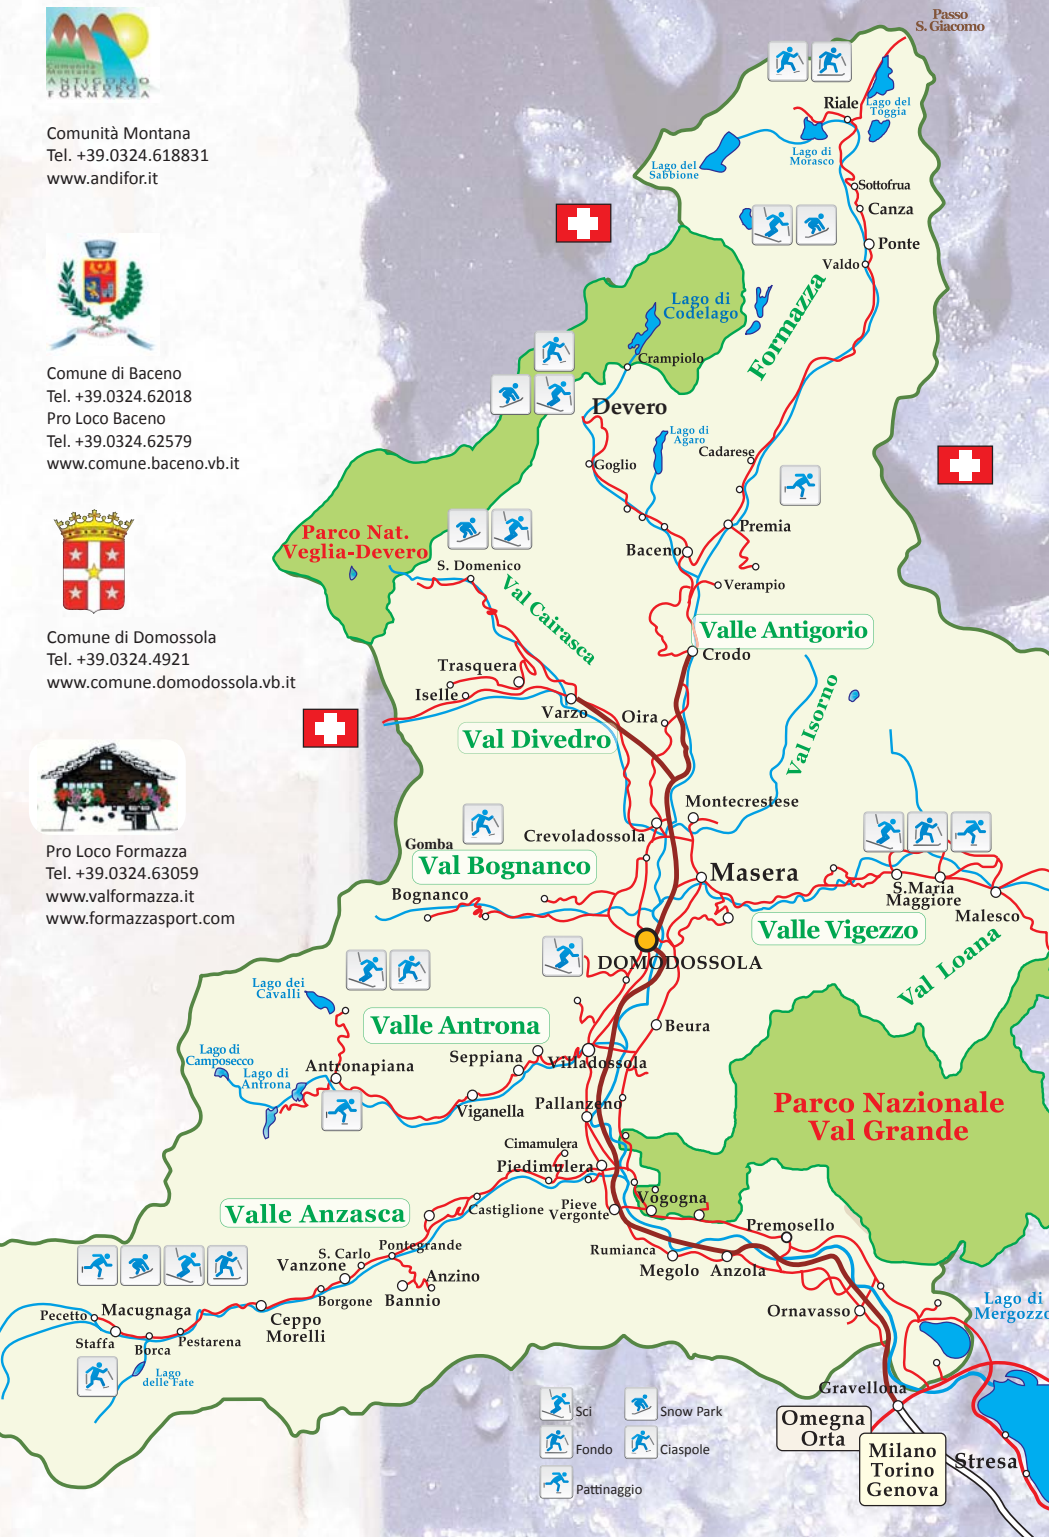 Comunità
Montana
ANTIGORIO
DIVEDRO
FORMAZZA
Comunità Montana
Tel. +39.0324.618831
www.andifor.it
Comune di Baceno
Tel. +39.0324.62018
Pro Loco Baceno
Tel. +39.0324.62579
www.comune.baceno.vb.it
Comune di Domossola
Tel. +39.0324.4921
www.comune.domodossola.vb.it
Pro Loco Formazza
Tel. +39.0324.63059
www.valformazza.it
www.formazzasport.com
Passo
S. Giacomo
Riale
Lago del
Toggia
Lago di
Morasco
Lago del
Sabbione
Sottofrua
Canza
Ponte
Valdo
Formazza
Lago di
Codelago
Crampiolo
Devero
Lago di
Agaro
Goglio
Cadarese
Premia
Baceno
Verampio
Parco Nat.
Veglia-Devero
S. Domenico
Val Cairasca
Valle Antigorio
Crodo
Trasquera
Iselle
Varzo
Oira
Val Divedro
Val Isorno
Montecrestese
Crevoladossola
Gomba
Val Bognanco
Bognanco
Masera
S.Maria
Maggiore
Malesco
Valle Vigezzo
Val Loana
DOMODOSSOLA
Lago dei
Cavalli
Valle Antrona
Beura
Lago di
Camposecco
Lago di
Antrona
Antronapiana
Seppiana
Villadossola
Viganella
Pallanzeno
Parco Nazionale
Val Grande
Cimamulera
Piedimulera
Valle Anzasca
Castiglione
Pieve
Vergonte
Vogogna
Premosello
Rumianca
Megolo
Anzola
Pontegrande
S. Carlo
Vanzone
Anzino
Bannio
Borgone
Ceppo
Morelli
Macugnaga
Pecetto
Staffa
Borca
Pestarena
Lago
delle Fate
Ornavasso
Lago di
Mergozzo
Gravellona
Omegna
Orta
Milano
Torino
Genova
Stresa
Sci
Snow Park
Fondo
Ciaspole
Pattinaggio